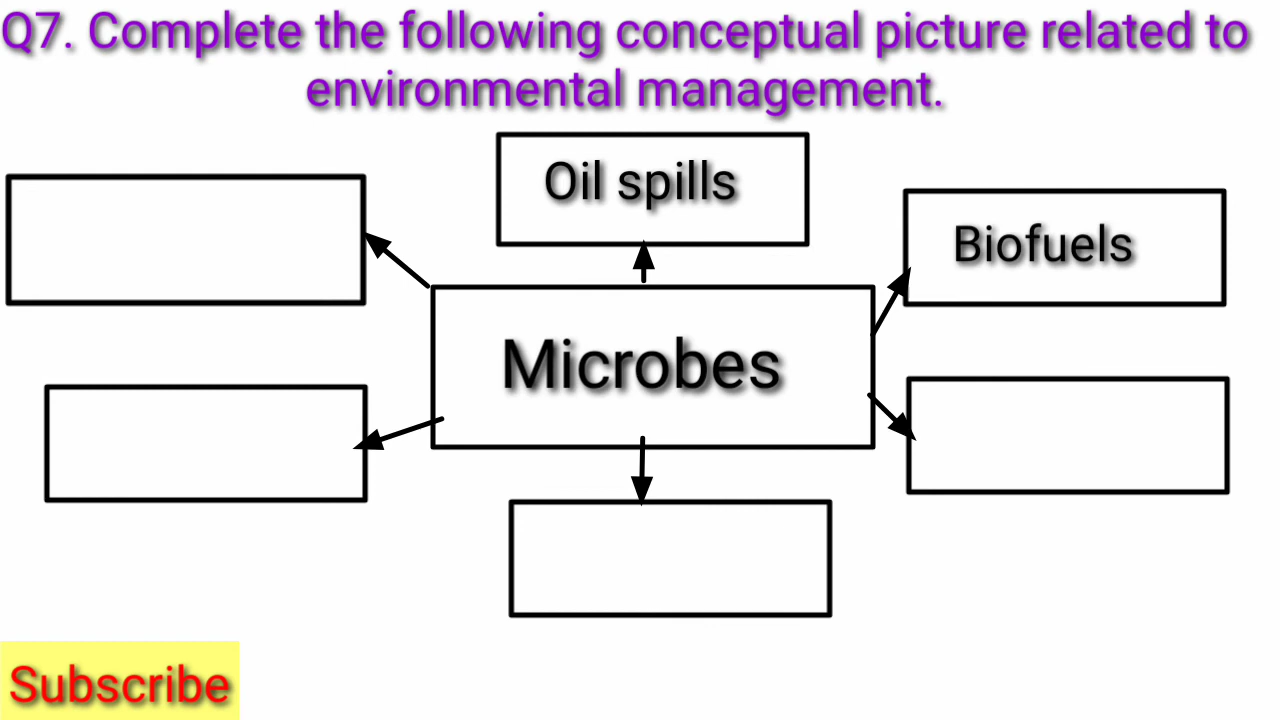 Q7. Complete the following conceptual picture related to
environmental management.
Oil spills
Biofuels
Microbes
Subscribe